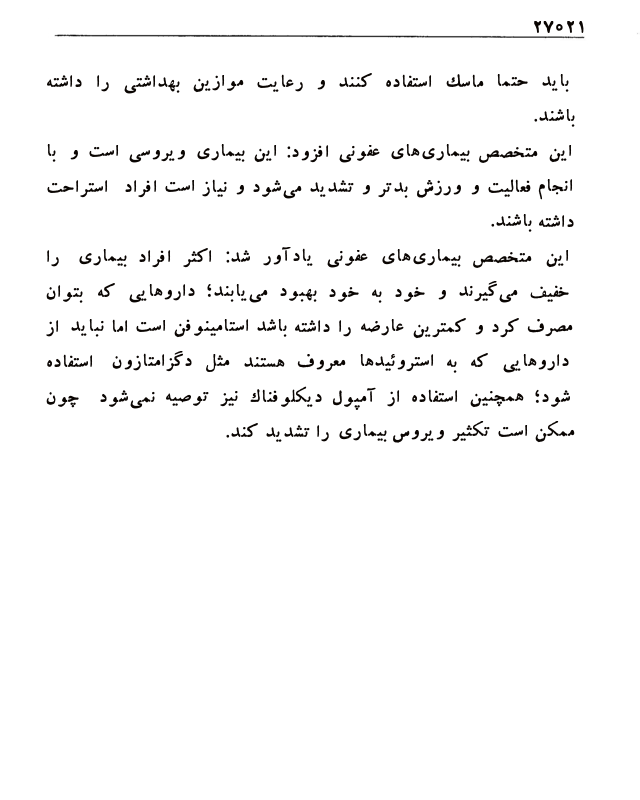 ۲۷۰۲۱
باید حتما ماسك استفاده کنند و رعایت موازین بهداشتی را داشته
باشند.
این متخصص بیماری‌های عفونی افزود: این بیماری ویروسی است و با
انجام فعالیت و ورزش بدتر و تشدید می‌شود و نیاز است افراد استراحت
داشته باشند.
این متخصص بیماری‌های عفونی یادآور شد: اکثر افراد بیماری را
خفیف می‌گیرند و خود به خود بهبود می‌یابند؛ داروهایی که بتوان
مصرف کرد و کمترین عارضه را داشته باشد استامینوفن است اما نباید از
داروهایی که به استروئیدها معروف هستند مثل دگزامتازون استفاده
شود؛ همچنین استفاده از آمپول دیکلوفناك نیز توصیه نمی‌شود چون
ممکن است تکثیر ویروس بیماری را تشدید کند.